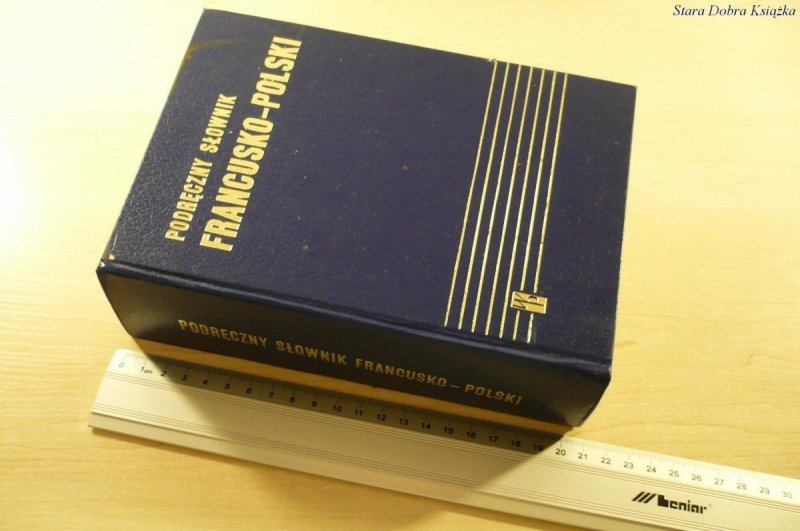 Stara Dobra Książka
PODRĘCZNY SŁOWNIK
FRANCUSKO-POLSKI
PODRĘCZNY SŁOWNIK FRANCUSKO-POLSKI
0 1cm 2 3 4 5 6 7 8 9 10 11 12 13 14 15 16 17 18 19 20 21 22 23 24 25 26 27 28 29 30
Leniar